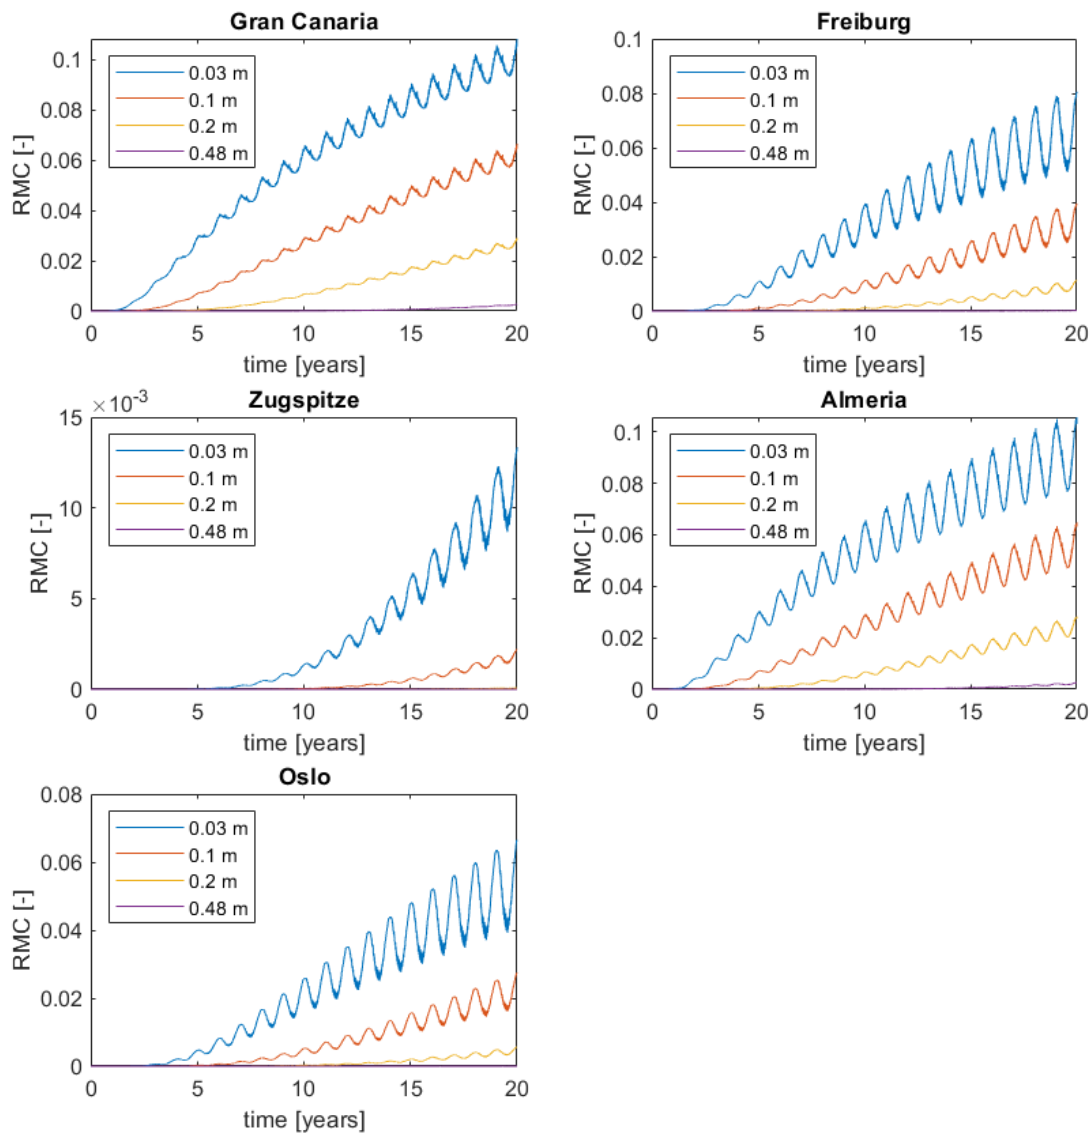 Gran Canaria
0.1
0.08
0.06
0.04
0.02
0
RMC [-]
0.03 m
0.1 m
0.2 m
0.48 m
0 5 10 15 20
time [years]
Freiburg
0.1
0.08
0.06
0.04
0.02
0
RMC [-]
0.03 m
0.1 m
0.2 m
0.48 m
0 5 10 15 20
time [years]
Zugspitze
×10⁻³
15
10
5
0
RMC [-]
0.03 m
0.1 m
0.2 m
0.48 m
0 5 10 15 20
time [years]
Almeria
0.1
0.08
0.06
0.04
0.02
0
RMC [-]
0.03 m
0.1 m
0.2 m
0.48 m
0 5 10 15 20
time [years]
Oslo
0.08
0.06
0.04
0.02
0
RMC [-]
0.03 m
0.1 m
0.2 m
0.48 m
0 5 10 15 20
time [years]